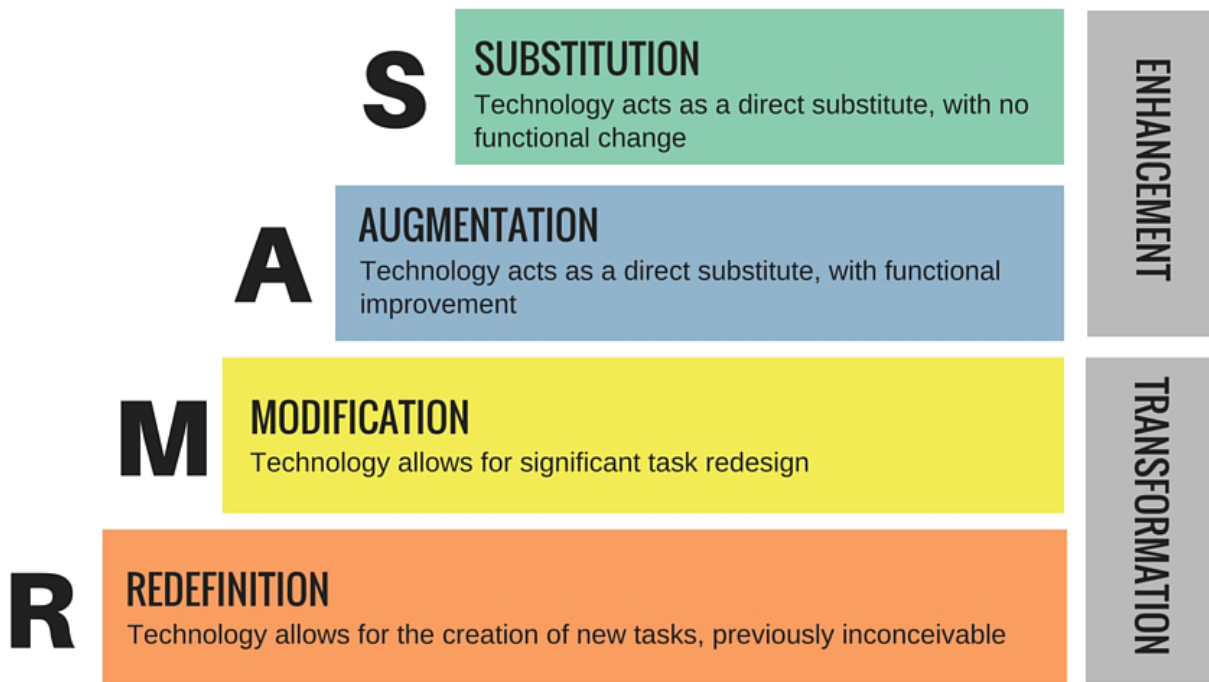 S
SUBSTITUTION
Technology acts as a direct substitute, with no
functional change
A
AUGMENTATION
Technology acts as a direct substitute, with functional
improvement
ENHANCEMENT
M
MODIFICATION
Technology allows for significant task redesign
R
REDEFINITION
Technology allows for the creation of new tasks, previously inconceivable
TRANSFORMATION